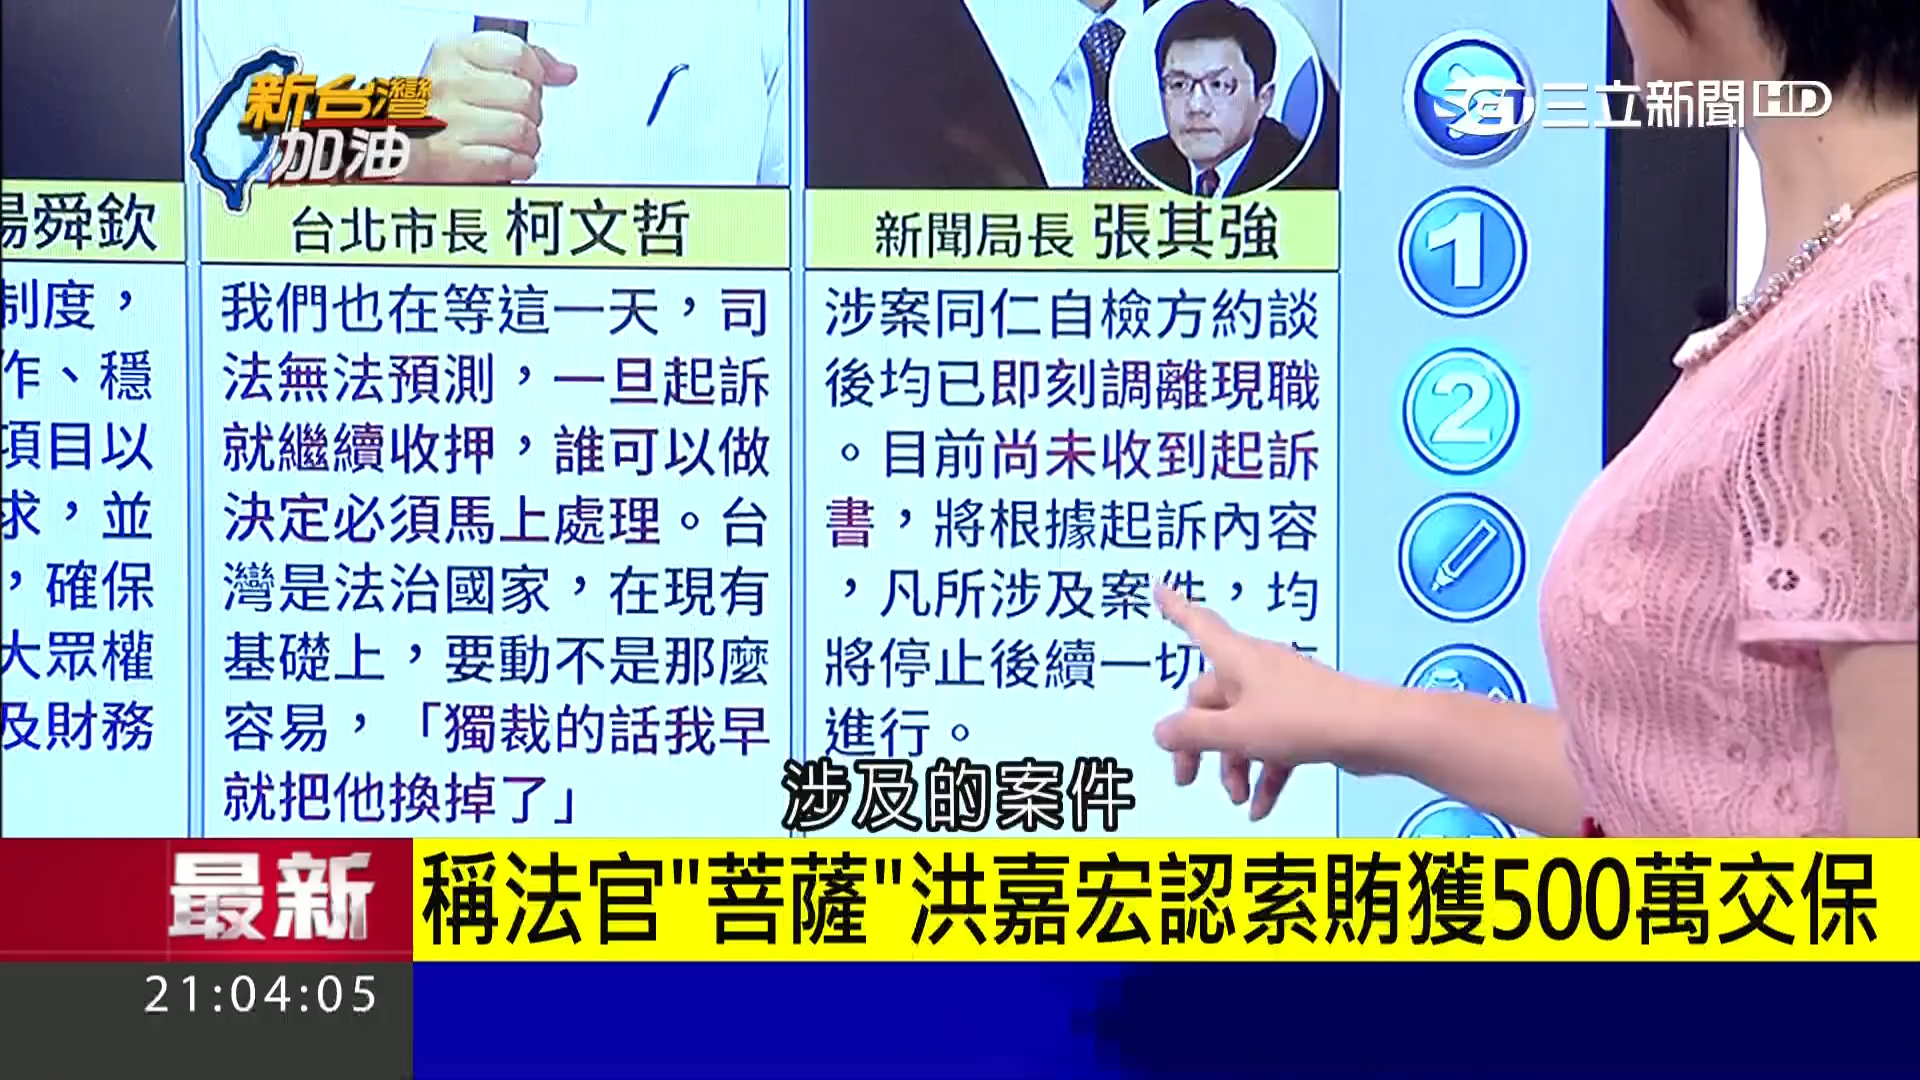 新台灣
加油
三立新聞HD
舜欽
台北市長 柯文哲
新聞局長 張其強
制度，
作、穩
項目以
求，並
，確保
大眾權
及財務
我們也在等這一天，司
法無法預測，一旦起訴
就繼續收押，誰可以做
決定必須馬上處理。台
灣是法治國家，在現有
基礎上，要動不是那麼
容易，「獨裁的話我早
就把他換掉了」
涉案同仁自檢方約談
後均已即刻調離現職
。目前尚未收到起訴
書，將根據起訴內容
，凡所涉及案件，均
將停止後續一切
進行。
1
2
涉及的案件
最新
稱法官"菩薩"洪嘉宏認索賄獲500萬交保
21:04:05